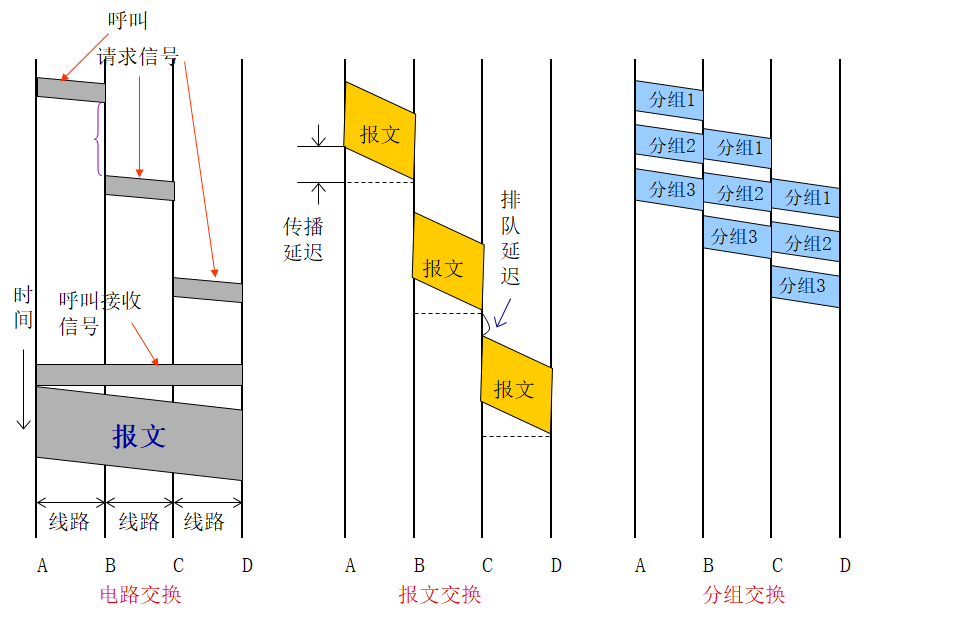 呼叫
请求信号
时
间
呼叫接收
信号
报文
线路
线路
线路
A
B
C
D
电路交换
报文
传播
延迟
报文
排
队
延
迟
报文
A
B
C
D
报文交换
分组1
分组2
分组1
分组3
分组2
分组1
分组3
分组2
分组3
A
B
C
D
分组交换